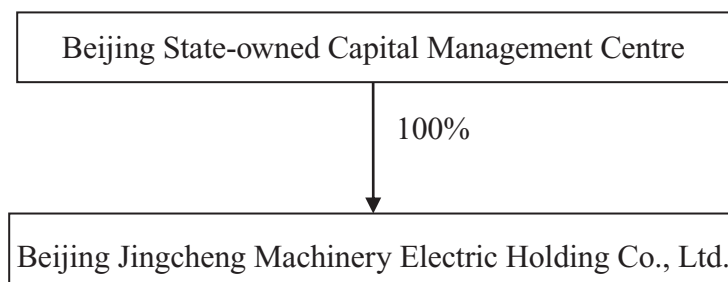 Beijing State-owned Capital Management Centre
100%
Beijing Jingcheng Machinery Electric Holding Co., Ltd.